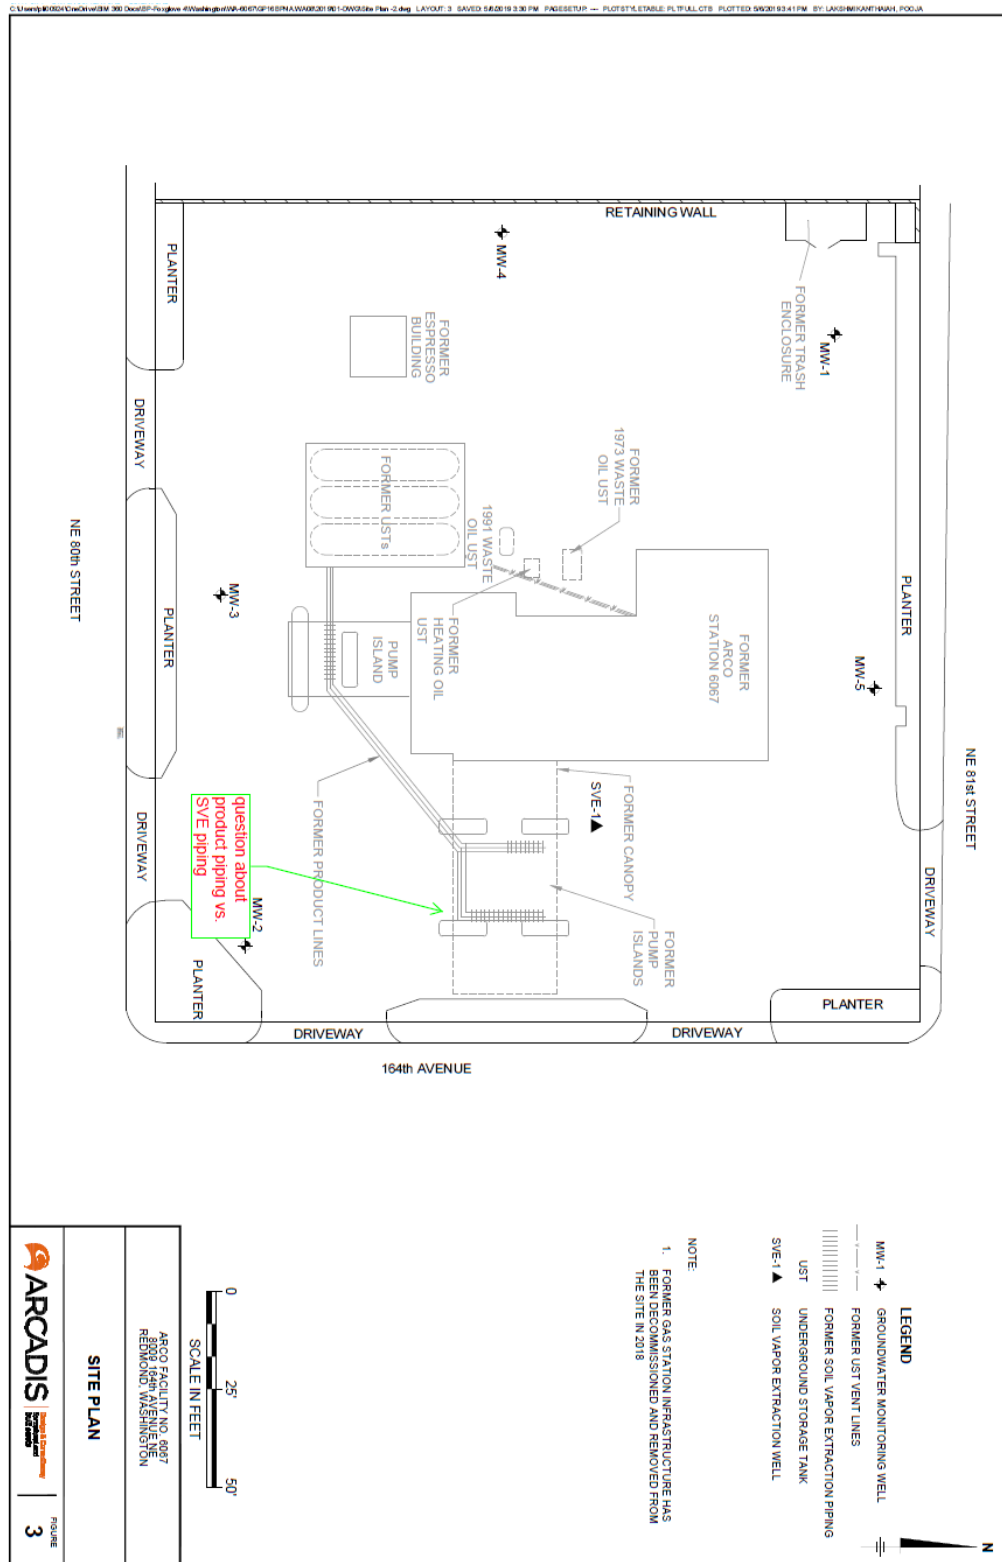 RETAINING WALL
PLANTER
MW-4
FORMER TRASH
ENCLOSURE
MW-1
FORMER
ESPRESSO
BUILDING
DRIVEWAY
FORMER
1973 WASTE
OIL UST
FORMER USTs
1991 WASTE
OIL UST
NE 80th STREET
MW-3
PLANTER
PUMP
ISLAND
FORMER
HEATING OIL
UST
FORMER
ARCO
STATION 6067
PLANTER
MW-5
NE 81st STREET
SVE-1
FORMER CANOPY
FORMER PRODUCT LINES
DRIVEWAY
question about
product piping vs.
SVE piping
MW-2
FORMER
PUMP
ISLANDS
DRIVEWAY
PLANTER
PLANTER
DRIVEWAY
DRIVEWAY
164th AVENUE
LEGEND
MW-1 GROUNDWATER MONITORING WELL
FORMER UST VENT LINES
FORMER SOIL VAPOR EXTRACTION PIPING
UST UNDERGROUND STORAGE TANK
SVE-1 SOIL VAPOR EXTRACTION WELL
NOTE:
1. FORMER GAS STATION INFRASTRUCTURE HAS
BEEN DECOMMISSIONED AND REMOVED FROM
THE SITE IN 2018
N
0 25' 50'
SCALE IN FEET
ARCO FACILITY NO. 6067
8009 164th AVENUE NE
REDMOND, WASHINGTON
SITE PLAN
ARCADIS
FIGURE
3